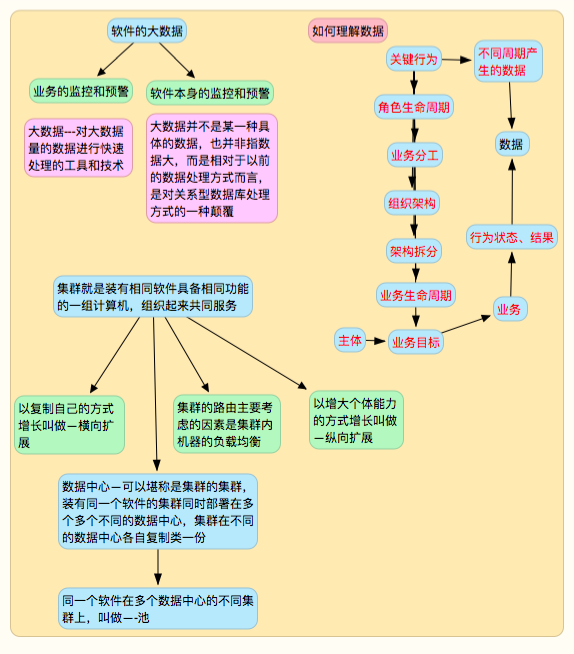 软件的大数据
业务的监控和预警
软件本身的监控和预警
大数据---对大数据
量的数据进行快速
处理的工具和技术
大数据并不是某一种具
体的数据，也并非指数
据大，而是相对于以前
的数据处理方式而言，
是对关系型数据库处理
方式的一种颠覆
如何理解数据
关键行为
不同周期产
生的数据
角色生命周期
数据
业务分工
组织架构
行为状态、结果
架构拆分
业务生命周期
业务
主体
业务目标
集群就是装有相同软件具备相同功能
的一组计算机，组织起来共同服务
以复制自己的方式
增长叫做—横向扩
展
集群的路由主要考
虑的因素是集群内
机器的负载均衡
以增大个体能力
的方式增长叫做
—纵向扩展
数据中心—可以堪称是集群的集群，
装有同一个软件的集群同时部署在多
个多个不同的数据中心，集群在不同
的数据中心各自复制类一份
同一个软件在多个数据中心的不同集
群上，叫做—-池